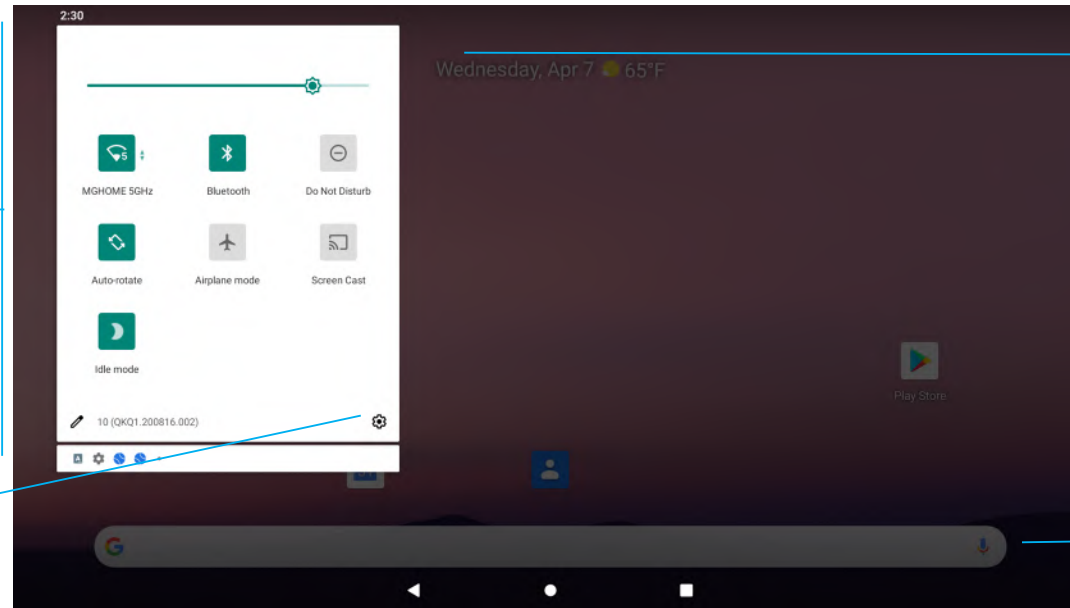 2:30
Wednesday, Apr 7 65°F
5
MGHOME 5GHz
Bluetooth
Do Not Disturb
Auto-rotate
Airplane mode
Screen Cast
Idle mode
10 (QKQ1.200816.002)
A
Play Store
G